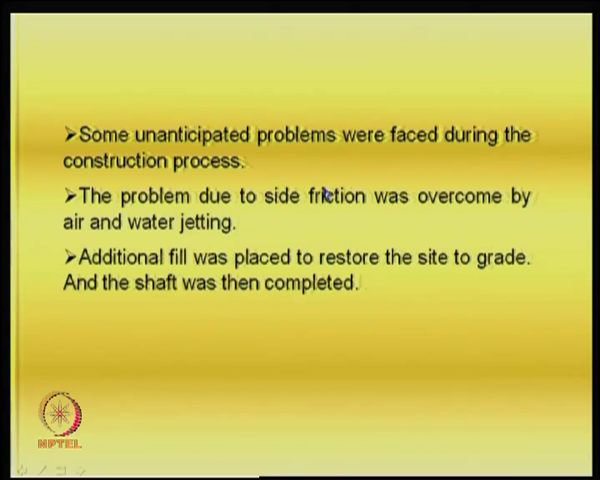 ➢Some unanticipated problems were faced during the
construction process.
➢The problem due to side friction was overcome by
air and water jetting.
➢Additional fill was placed to restore the site to grade.
And the shaft was then completed.
NPTEL